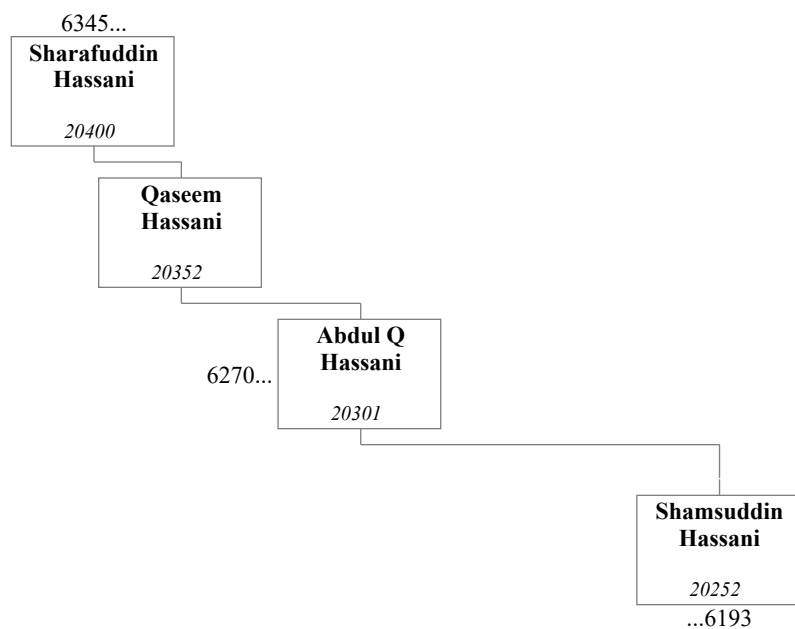 6345...
Sharafuddin
Hassani
20400
Qaseem
Hassani
20352
Abdul Q
Hassani
6270...
20301
Shamsuddin
Hassani
20252
...6193